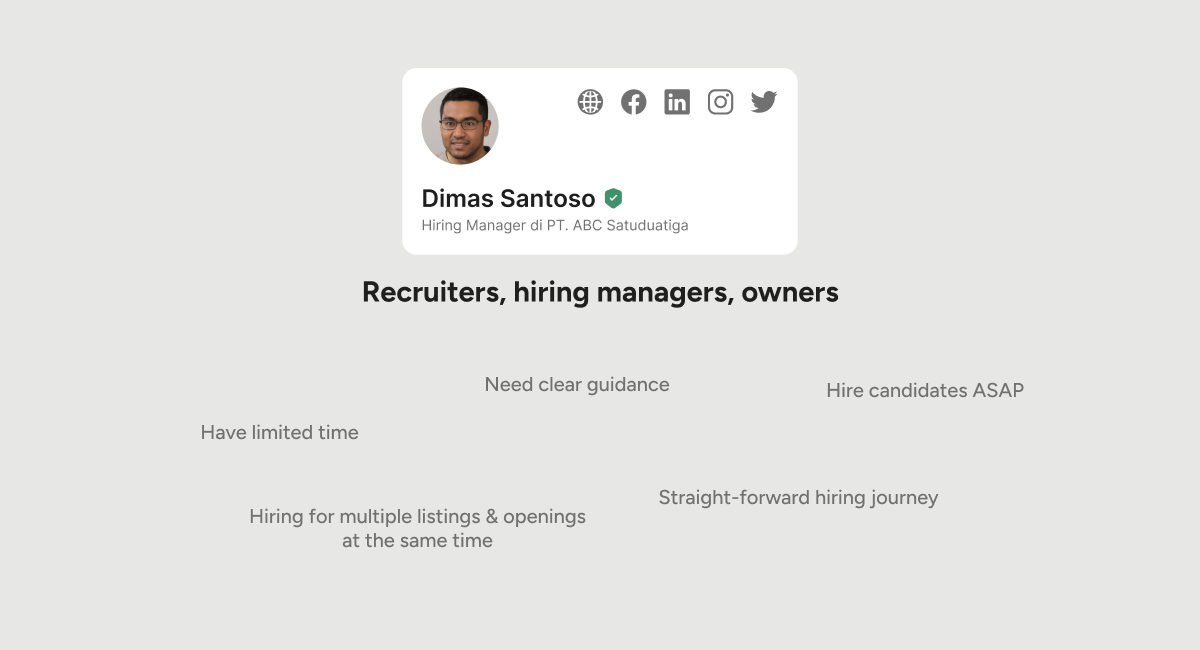 Dimas Santoso
Hiring Manager di PT. ABC Satuduatiga
Recruiters, hiring managers, owners
Need clear guidance
Hire candidates ASAP
Have limited time
Straight-forward hiring journey
Hiring for multiple listings & openings
at the same time